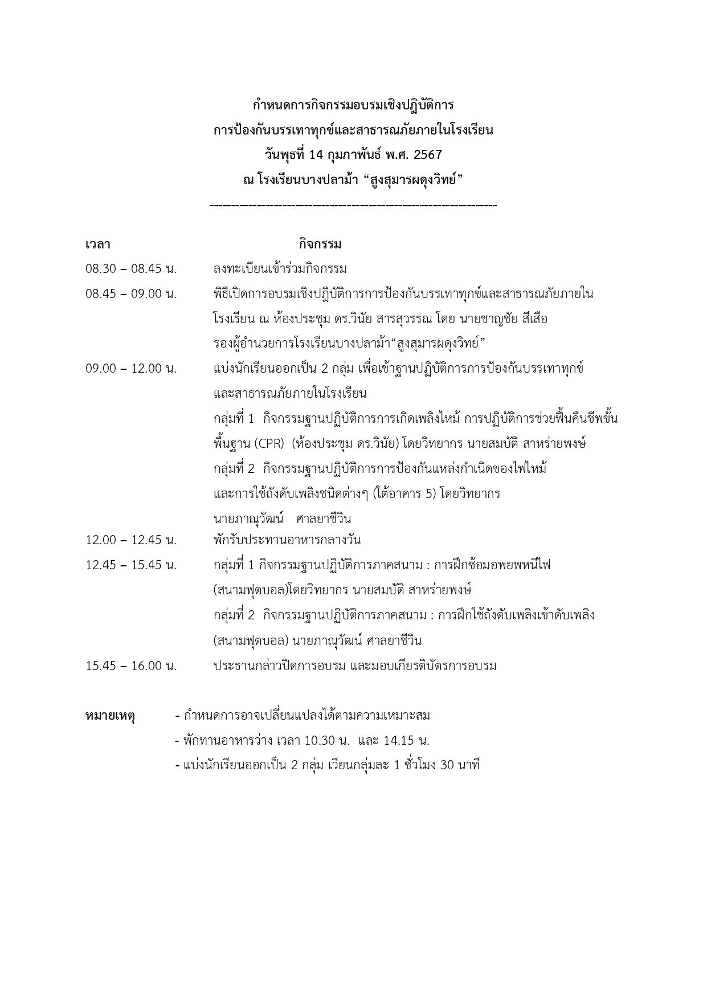 กำหนดการกิจกรรมอบรมเชิงปฎิบัติการ
การป้องกันบรรเทาทุกข์และสาธารณภัยภายในโรงเรียน
วันพุธที่ 14 กุมภาพันธ์ พ.ศ. 2567
ณ โรงเรียนบางปลาม้า “สูงสุมารผดุงวิทย์”
-------------------------------------------------------------------
เวลา กิจกรรม
08.30 – 08.45 น. ลงทะเบียนเข้าร่วมกิจกรรม
08.45 – 09.00 น. พิธีเปิดการอบรมเชิงปฎิบัติการการป้องกันบรรเทาทุกข์และสาธารณภัยภายใน
โรงเรียน ณ ห้องประชุม ดร.วินัย สารสุวรรณ โดย นายชาญชัย สีเสือ
รองผู้อำนวยการโรงเรียนบางปลาม้า“สูงสุมารผดุงวิทย์”
09.00 – 12.00 น. แบ่งนักเรียนออกเป็น 2 กลุ่ม เพื่อเข้าฐานปฏิบัติการการป้องกันบรรเทาทุกข์
และสาธารณภัยภายในโรงเรียน
กลุ่มที่ 1 กิจกรรมฐานปฏิบัติการการเกิดเพลิงไหม้ การปฏิบัติการช่วยฟื้นคืนชีพขั้น
พื้นฐาน (CPR) (ห้องประชุม ดร.วินัย) โดยวิทยากร นายสมบัติ สาหร่ายพงษ์
กลุ่มที่ 2 กิจกรรมฐานปฏิบัติการการป้องกันแหล่งกำเนิดของไฟไหม้
และการใช้ถังดับเพลิงชนิดต่างๆ (ใต้อาคาร 5) โดยวิทยากร
นายภาณุวัฒน์ ศาลยาชีวิน
12.00 – 12.45 น. พักรับประทานอาหารกลางวัน
12.45 – 15.45 น. กลุ่มที่ 1 กิจกรรมฐานปฏิบัติการภาคสนาม : การฝึกซ้อมอพยพหนีไฟ
(สนามฟุตบอล)โดยวิทยากร นายสมบัติ สาหร่ายพงษ์
กลุ่มที่ 2 กิจกรรมฐานปฏิบัติการภาคสนาม : การฝึกใช้ถังดับเพลิงเข้าดับเพลิง
(สนามฟุตบอล) นายภาณุวัฒน์ ศาลยาชีวิน
15.45 – 16.00 น. ประธานกล่าวปิดการอบรม และมอบเกียรติบัตรการอบรม
หมายเหตุ - กำหนดการอาจเปลี่ยนแปลงได้ตามความเหมาะสม
- พักทานอาหารว่าง เวลา 10.30 น. และ 14.15 น.
- แบ่งนักเรียนออกเป็น 2 กลุ่ม เวียนกลุ่มละ 1 ชั่วโมง 30 นาที